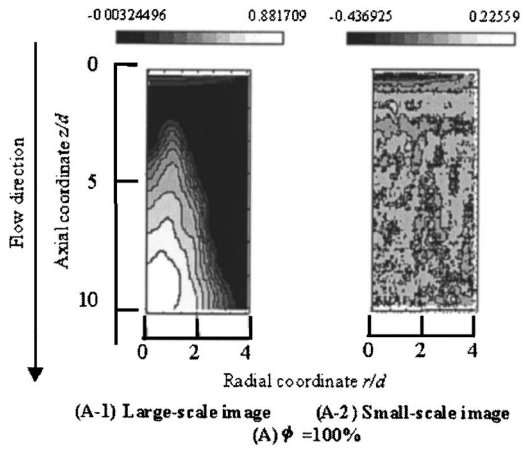 -0 00324496 0.881709 -0.436925 0.22559
Flow direction
Axial coordinate z/d
0
5
10
0 2 4 0 2 4
Radial coordinate r/d
(A-1) Large-scale image (A-2) Small-scale image
(A) ϕ =100%